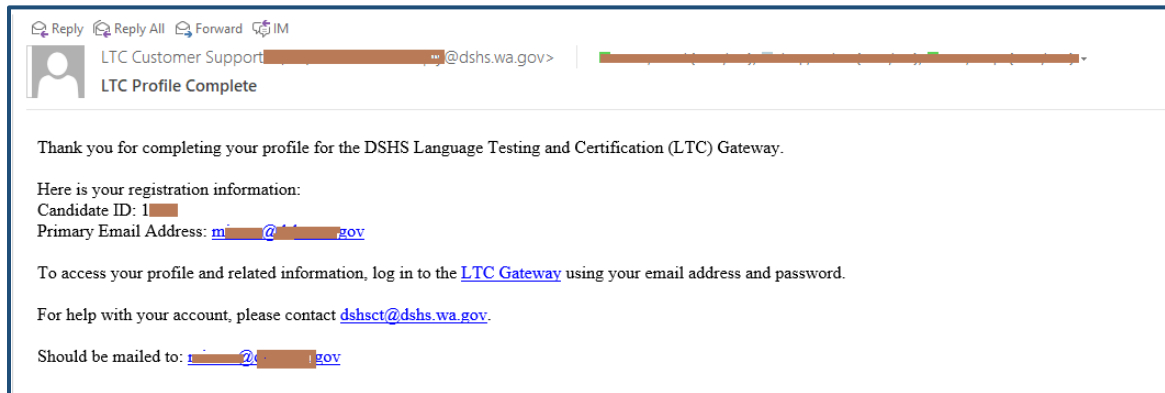 Reply Reply All Forward IM
LTC Customer Support @dshs.wa.gov>
LTC Profile Complete
Thank you for completing your profile for the DSHS Language Testing and Certification (LTC) Gateway.
Here is your registration information:
Candidate ID: 1
Primary Email Address: m @ gov
To access your profile and related information, log in to the LTC Gateway using your email address and password.
For help with your account, please contact dshsct@dshs.wa.gov.
Should be mailed to: @ gov